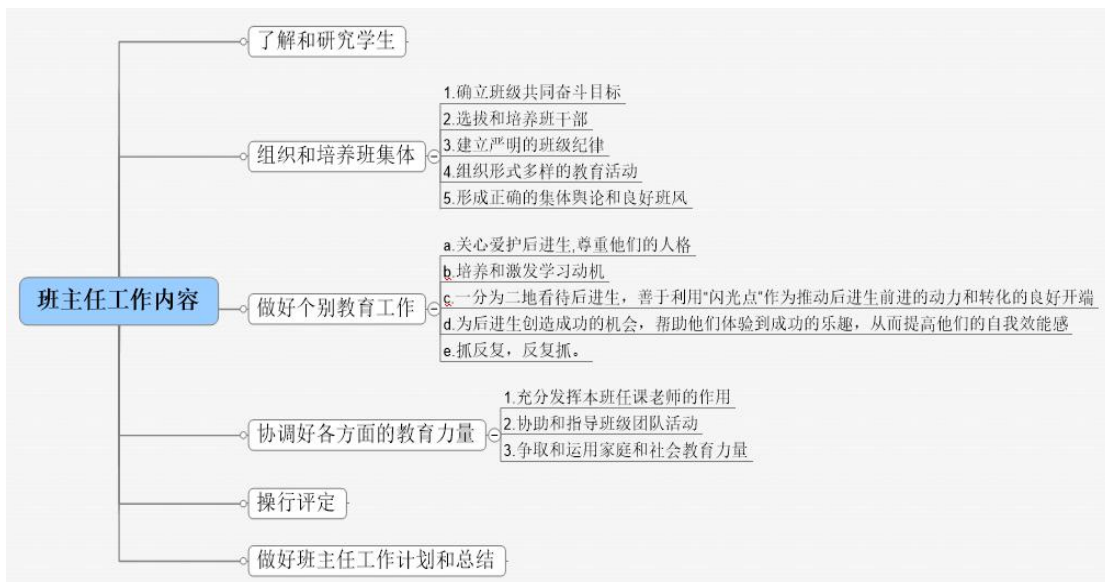 了解和研究学生
1.确立班级共同奋斗目标
2.选拔和培养班干部
组织和培养班集体
3.建立严明的班级纪律
4.组织形式多样的教育活动
5.形成正确的集体舆论和良好班风
a.关心爱护后进生,尊重他们的人格
b.培养和激发学习动机
班主任工作内容
做好个别教育工作
c.一分为二地看待后进生，善于利用"闪光点"作为推动后进生前进的动力和转化的良好开端
d.为后进生创造成功的机会，帮助他们体验到成功的乐趣，从而提高他们的自我效能感
e.抓反复，反复抓。
1.充分发挥本班任课老师的作用
协调好各方面的教育力量
2.协助和指导班级团队活动
3.争取和运用家庭和社会教育力量
操行评定
做好班主任工作计划和总结